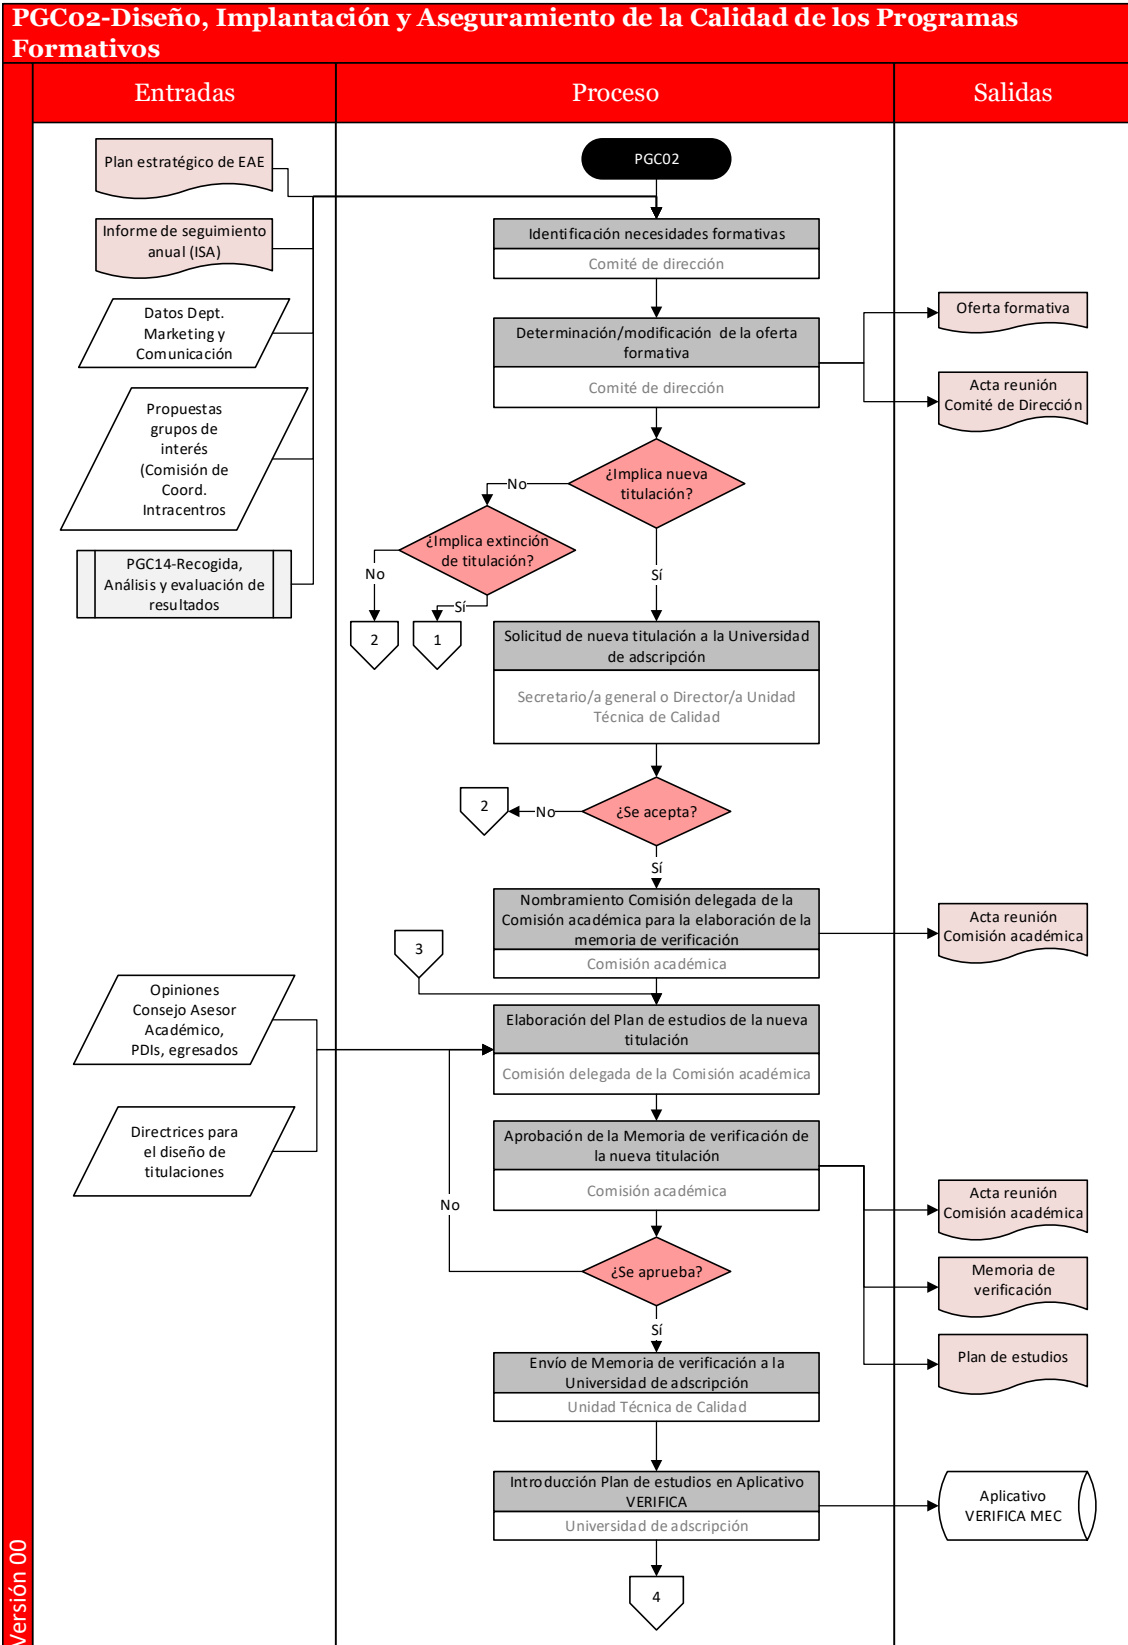 PGC02-Diseño, Implantación y Aseguramiento de la Calidad de los Programas
Formativos
Entradas
Proceso
Salidas
Plan estratégico de EAE
Informe de seguimiento
anual (ISA)
Datos Dept.
Marketing y
Comunicación
Propuestas
grupos de
interés
(Comisión de
Coord.
Intracentros
PGC14-Recogida,
Análisis y evaluación de
resultados
Opiniones
Consejo Asesor
Académico,
PDIs, egresados
Directrices para
el diseño de
titulaciones
PGC02
Identificación necesidades formativas
Comité de dirección
Determinación/modificación de la oferta
formativa
Comité de dirección
¿Implica nueva
titulación?
No
¿Implica extinción
de titulación?
No
Sí
Sí
2
1
Solicitud de nueva titulación a la Universidad
de adscripción
Secretario/a general o Director/a Unidad
Técnica de Calidad
¿Se acepta?
No
2
Sí
Nombramiento Comisión delegada de la
Comisión académica para la elaboración de la
memoria de verificación
Comisión académica
3
Elaboración del Plan de estudios de la nueva
titulación
Comisión delegada de la Comisión académica
Aprobación de la Memoria de verificación de
la nueva titulación
Comisión académica
No
¿Se aprueba?
Sí
Envío de Memoria de verificación a la
Universidad de adscripción
Unidad Técnica de Calidad
Introducción Plan de estudios en Aplicativo
VERIFICA
Universidad de adscripción
4
Oferta formativa
Acta reunión
Comité de Dirección
Acta reunión
Comisión académica
Acta reunión
Comisión académica
Memoria de
verificación
Plan de estudios
Aplicativo
VERIFICA MEC
Versión 00